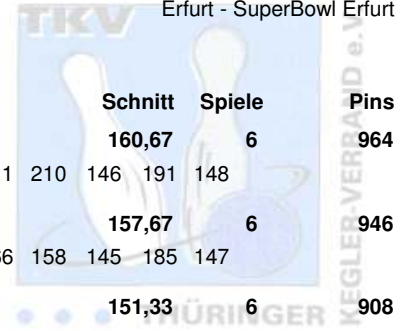 Erfurt - SuperBowl Erfurt
TKV
Schnitt Spiele Pins
160,67 6 964
1 210 146 191 148
157,67 6 946
158 145 185 147
151,33 6 908
THÜRINGER
KEGLER-VERBAND e.V.